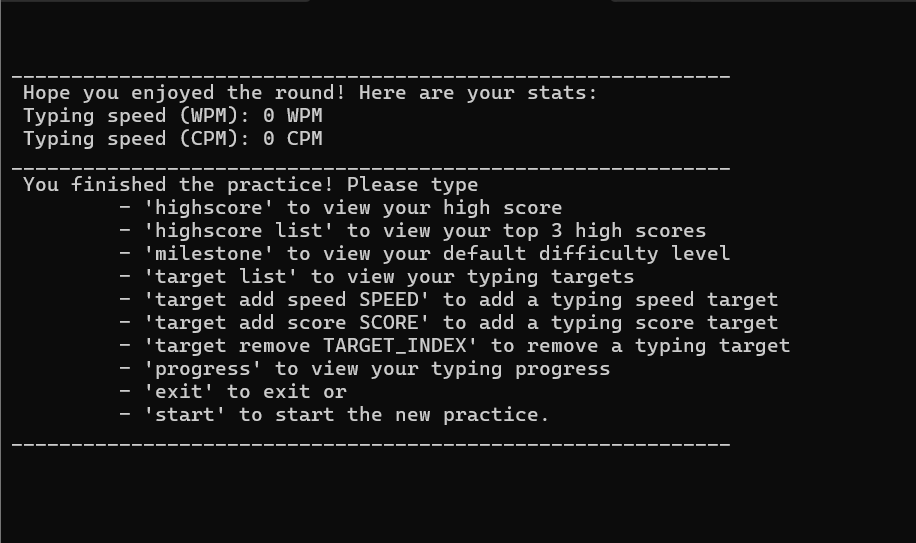 ____________________________________________________________
Hope you enjoyed the round! Here are your stats:
Typing speed (WPM): 0 WPM
Typing speed (CPM): 0 CPM
____________________________________________________________
You finished the practice! Please type
- 'highscore' to view your high score
- 'highscore list' to view your top 3 high scores
- 'milestone' to view your default difficulty level
- 'target list' to view your typing targets
- 'target add speed SPEED' to add a typing speed target
- 'target add score SCORE' to add a typing score target
- 'target remove TARGET_INDEX' to remove a typing target
- 'progress' to view your typing progress
- 'exit' to exit or
- 'start' to start the new practice.
____________________________________________________________